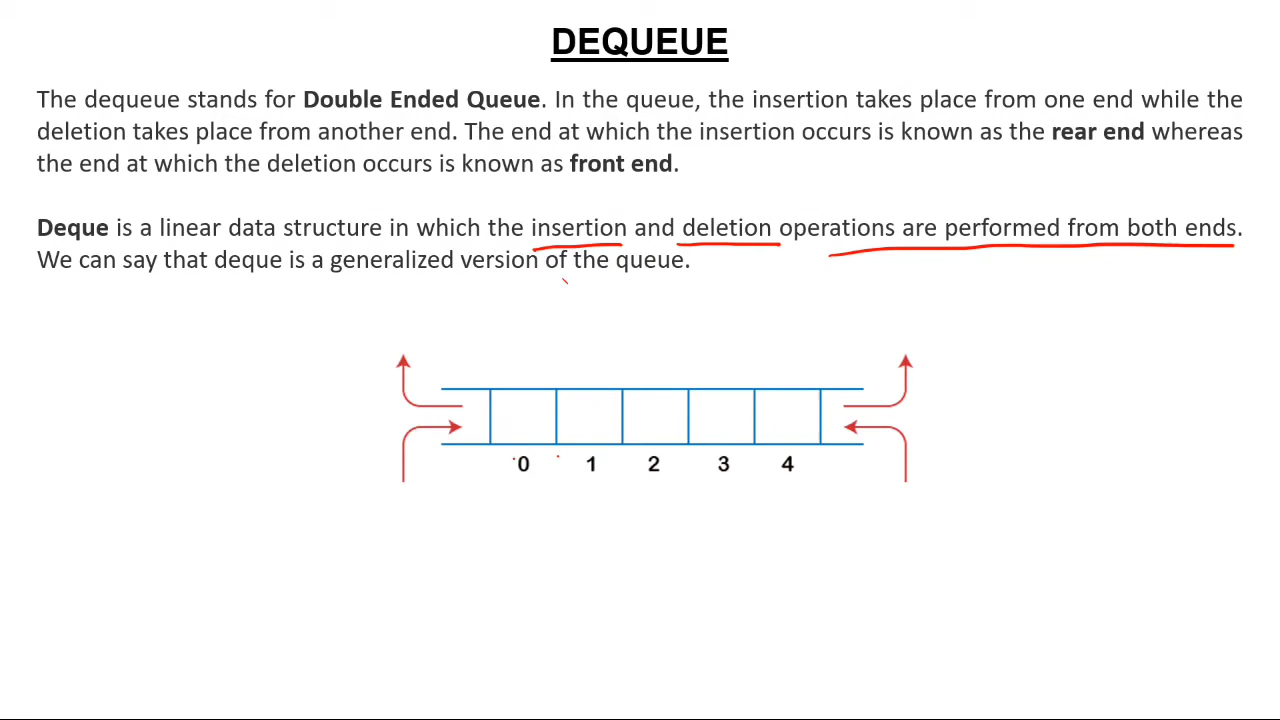 DEQUEUE
The dequeue stands for Double Ended Queue. In the queue, the insertion takes place from one end while the
deletion takes place from another end. The end at which the insertion occurs is known as the rear end whereas
the end at which the deletion occurs is known as front end.
Deque is a linear data structure in which the insertion and deletion operations are performed from both ends.
We can say that deque is a generalized version of the queue.
0 1 2 3 4